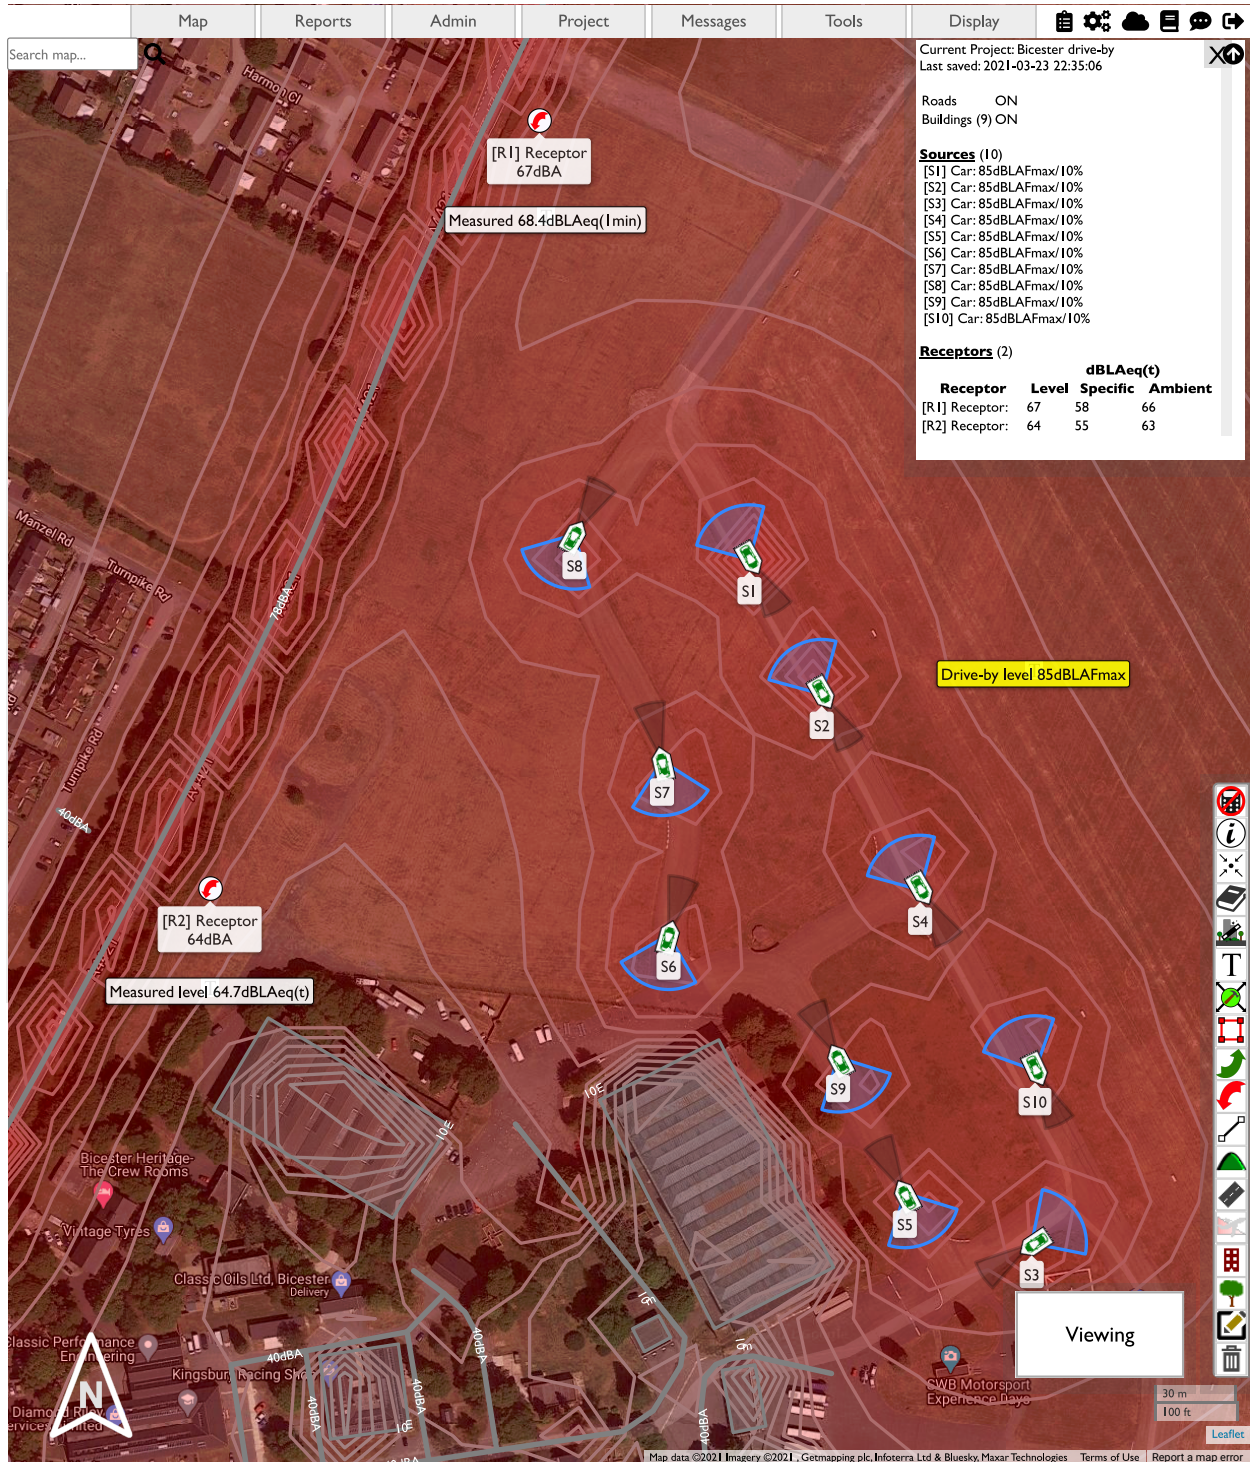 Map Reports Admin Project Messages Tools Display
Search map...
Current Project: Bicester drive-by
Last saved: 2021-03-23 22:35:06
Roads ON
Buildings (9) ON
Sources (10)
[S1] Car: 85dBLAFmax/10%
[S2] Car: 85dBLAFmax/10%
[S3] Car: 85dBLAFmax/10%
[S4] Car: 85dBLAFmax/10%
[S5] Car: 85dBLAFmax/10%
[S6] Car: 85dBLAFmax/10%
[S7] Car: 85dBLAFmax/10%
[S8] Car: 85dBLAFmax/10%
[S9] Car: 85dBLAFmax/10%
[S10] Car: 85dBLAFmax/10%
Receptors (2)
dBLAeq(t)
Receptor Level Specific Ambient
[R1] Receptor: 67 58 66
[R2] Receptor: 64 55 63
X
Harmon Cl
[R1] Receptor
67dBA
Measured 68.4dBLAeq(1min)
Manzel Rd
Turnpike Rd
78dBA
S8
S1
Drive-by level 85dBLAFmax
S2
Turnpike Rd
S7
40dBA
S4
[R2] Receptor
64dBA
S6
Measured level 64.7dBLAeq(t)
S9
S10
10E
10E
Bicester Heritage-
The Crew Rooms
Vintage Tyres
S5
S3
Classic Oils Ltd, Bicester
Delivery
10E
Viewing
Classic Performance
Engineering
40dBA
40dBA
Kingsbury Racing Shop
40dBA
40dBA
10E
40dBA
CWB Motorsport
Experience Days
N
T
i
30 m
100 ft
Leaflet
Map data ©2021 Imagery ©2021 , Getmapping plc, Infoterra Ltd & Bluesky, Maxar Technologies Terms of Use Report a map error